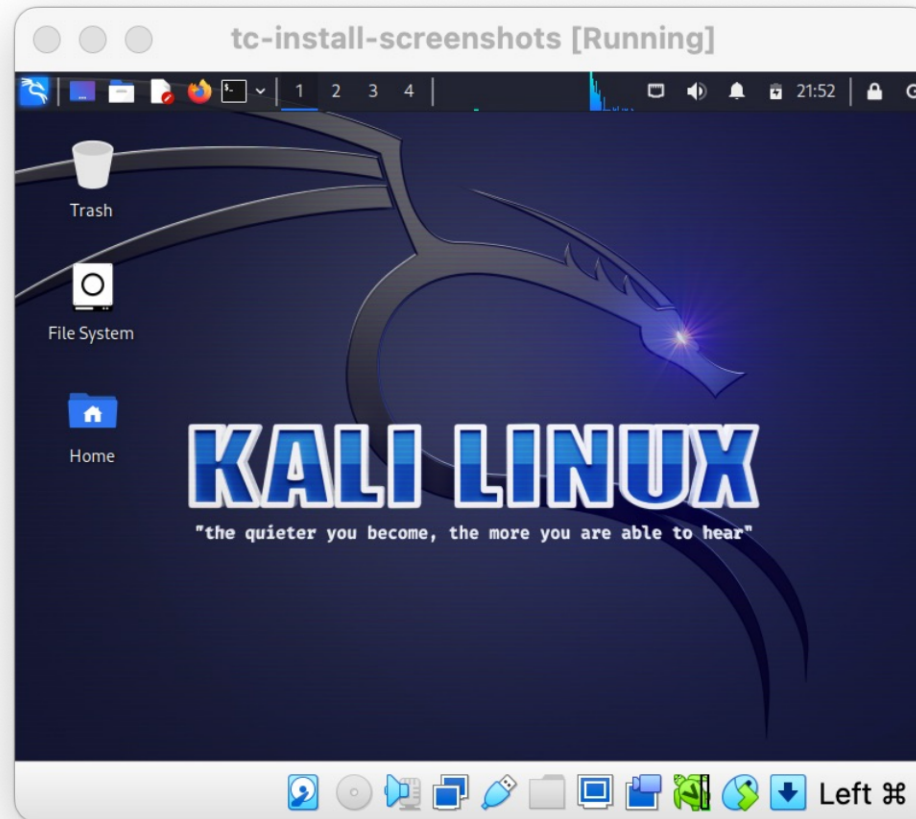 tc-install-screenshots [Running]
1 2 3 4 21:52
Trash
File System
Home
KALI LINUX
"the quieter you become, the more you are able to hear"
Left ⌘